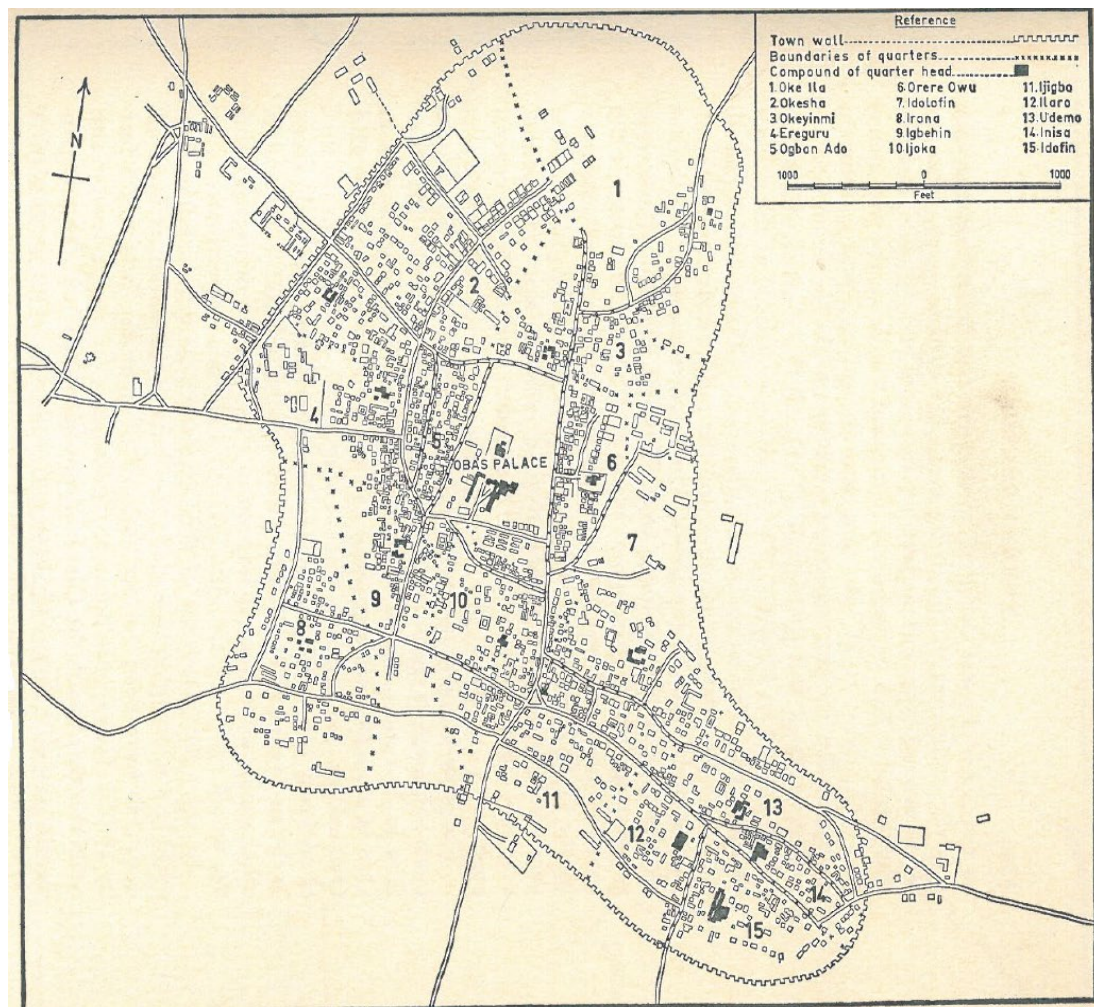 Reference
Town wall
Boundaries of quarters
Compound of quarter head
1. Oke Ila 6. Orere Owu 11. Ijigbo
2. Okesha 7. Idolofin 12. Ilaro
3. Okeyinmi 8. Irona 13. Udemo
4. Ereguru 9. Igbehin 14. Inisa
5 Ogbon Ado 10 Ijoka 15. Idofin
1000 0 1000
Feet
N
1
2
3
4
5
OBAS PALACE
6
7
9
10
8
11
12
13
14
15